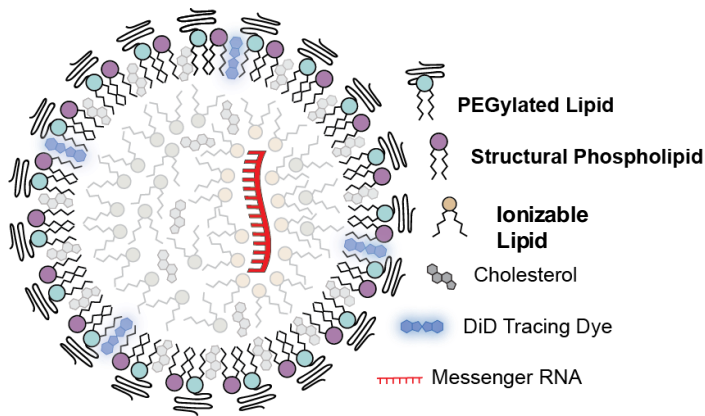 PEGylated Lipid
Structural Phospholipid
Ionizable
Lipid
Cholesterol
DiD Tracing Dye
Messenger RNA